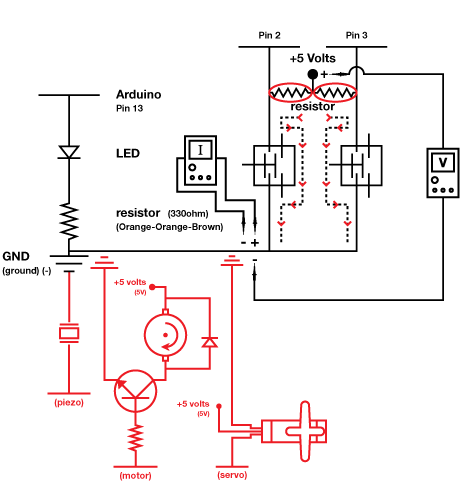 Pin 2
Pin 3
+5 Volts
+
resistor
Arduino
Pin 13
LED
I
V
resistor (330ohm)
(Orange-Orange-Brown)
- +
-
GND
(ground) (-)
+5 volts
(5V)
+5 volts
(5V)
(piezo)
(motor)
(servo)